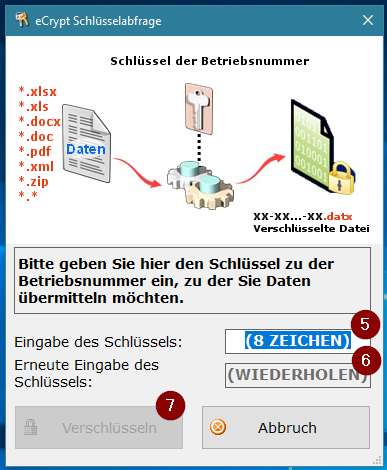 eCrypt Schlüsselabfrage
Schlüssel der Betriebsnummer
*.xlsx
*.xls
*.docx
*.doc
*.pdf
*.xml
*.zip
*.*
Daten
XX-XX...-XX.datx
Verschlüsselte Datei
Bitte geben Sie hier den Schlüssel zu der
Betriebsnummer ein, zu der Sie Daten
übermitteln möchten.
5
Eingabe des Schlüssels:
(8 ZEICHEN)
6
Erneute Eingabe des
Schlüssels:
(WIEDERHOLEN)
7
Verschlüsseln
Abbruch